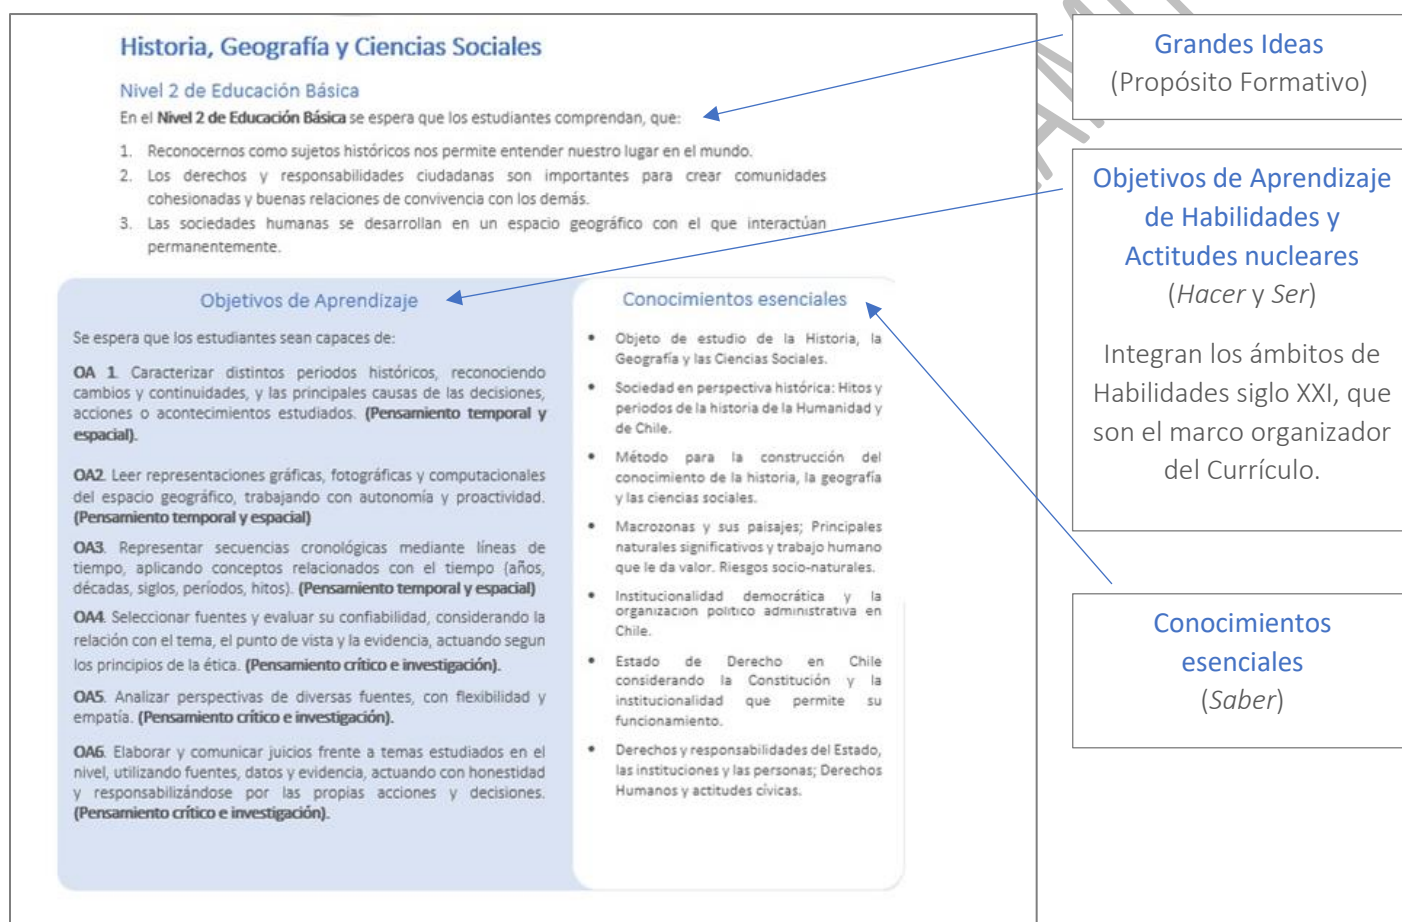 Historia, Geografía y Ciencias Sociales
Nivel 2 de Educación Básica
En el Nivel 2 de Educación Básica se espera que los estudiantes comprendan, que:
1. Reconocernos como sujetos históricos nos permite entender nuestro lugar en el mundo.
2. Los derechos y responsabilidades ciudadanas son importantes para crear comunidades
cohesionadas y buenas relaciones de convivencia con los demás.
3. Las sociedades humanas se desarrollan en un espacio geográfico con el que interactúan
permanentemente.
Objetivos de Aprendizaje
Se espera que los estudiantes sean capaces de:
OA 1. Caracterizar distintos periodos históricos, reconociendo
cambios y continuidades, y las principales causas de las decisiones,
acciones o acontecimientos estudiados. (Pensamiento temporal y
espacial).
OA2. Leer representaciones gráficas, fotográficas y computacionales
del espacio geográfico, trabajando con autonomía y proactividad.
(Pensamiento temporal y espacial)
OA3. Representar secuencias cronológicas mediante líneas de
tiempo, aplicando conceptos relacionados con el tiempo (años,
décadas, siglos, períodos, hitos). (Pensamiento temporal y espacial)
OA4. Seleccionar fuentes y evaluar su confiabilidad, considerando la
relación con el tema, el punto de vista y la evidencia, actuando segun
los principios de la ética. (Pensamiento crítico e investigación).
OA5. Analizar perspectivas de diversas fuentes, con flexibilidad y
empatía. (Pensamiento crítico e investigación).
OA6. Elaborar y comunicar juicios frente a temas estudiados en el
nivel, utilizando fuentes, datos y evidencia, actuando con honestidad
y responsabilizándose por las propias acciones y decisiones.
(Pensamiento crítico e investigación).
Conocimientos esenciales
• Objeto de estudio de la Historia, la
Geografía y las Ciencias Sociales.
• Sociedad en perspectiva histórica: Hitos y
periodos de la historia de la Humanidad y
de Chile.
• Método para la construcción del
conocimiento de la historia, la geografía
y las ciencias sociales.
• Macrozonas y sus paisajes; Principales
naturales significativos y trabajo humano
que le da valor. Riesgos socio-naturales.
• Institucionalidad democrática y la
organización político administrativa en
Chile.
• Estado de Derecho en Chile
considerando la Constitución y la
institucionalidad que permite su
funcionamiento.
• Derechos y responsabilidades del Estado,
las instituciones y las personas; Derechos
Humanos y actitudes cívicas.
Grandes Ideas
(Propósito Formativo)
Objetivos de Aprendizaje
de Habilidades y
Actitudes nucleares
(Hacer y Ser)
Integran los ámbitos de
Habilidades siglo XXI, que
son el marco organizador
del Currículo.
Conocimientos
esenciales
(Saber)